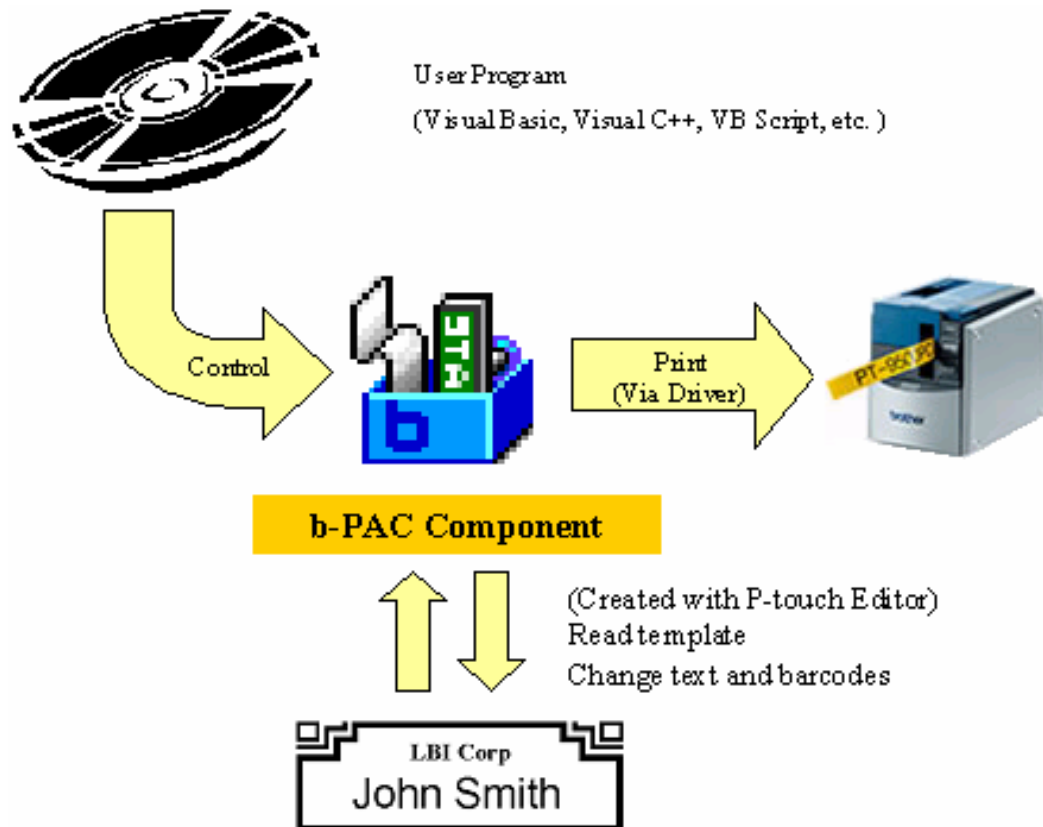 User Program
(Visual Basic, Visual C++, VB Script, etc. )
Control
STA
b
Print
(Via Driver)
brother
b-PAC Component
(Created with P-touch Editor)
Read template
Change text and barcodes
LBI Corp
John Smith